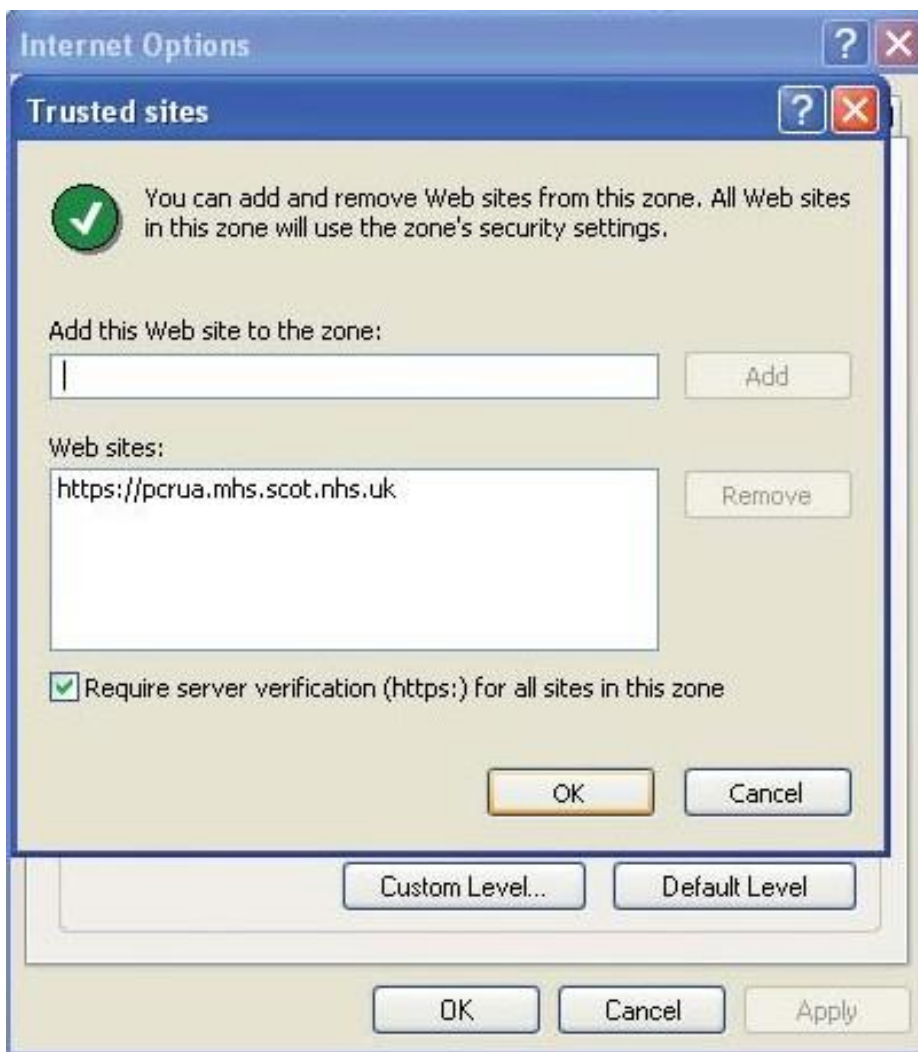 Internet Options
Trusted sites
You can add and remove Web sites from this zone. All Web sites
in this zone will use the zone's security settings.
Add this Web site to the zone:
Add
Web sites:
https://pcrua.mhs.scot.nhs.uk
Remove
Require server verification (https:) for all sites in this zone
OK
Cancel
Custom Level...
Default Level
OK
Cancel
Apply